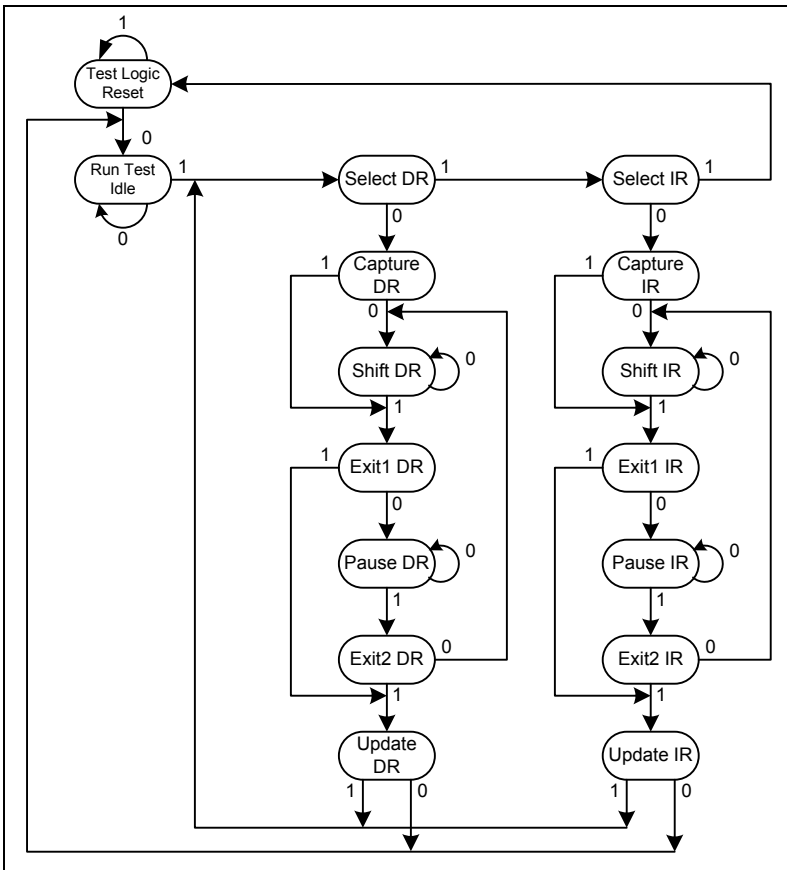 1
Test Logic
Reset
0
Run Test
Idle
1
0
Select DR
1
Select IR
1
0
0
Capture
DR
1
0
Capture
IR
1
0
Shift DR
0
1
Shift IR
0
1
1
Exit1 DR
0
1
Exit1 IR
0
Pause DR
0
1
Pause IR
0
1
Exit2 DR
0
1
Exit2 IR
0
1
Update
DR
1
0
Update IR
1
0